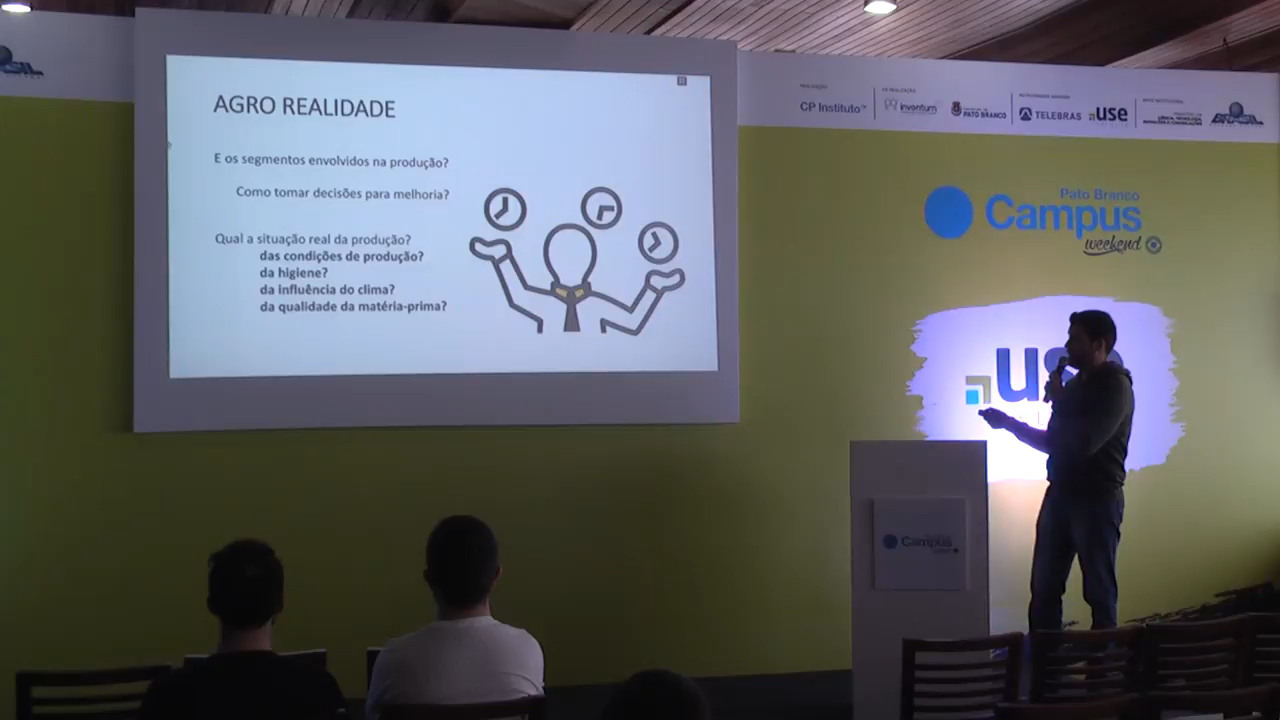 AGRO REALIDADE
E os segmentos envolvidos na produção?
Como tomar decisões para melhoria?
Qual a situação real da produção?
das condições de produção?
da higiene?
da influência do clima?
da qualidade da matéria-prima?
CP Instituto
inventum
PATO BRANCO
TELEBRAS
.use
BRASIL
Pato Branco
Campus
weekend
.us
Campus